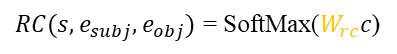 RC(s, e_subj, e_obj) = SoftMax(W_rc c)